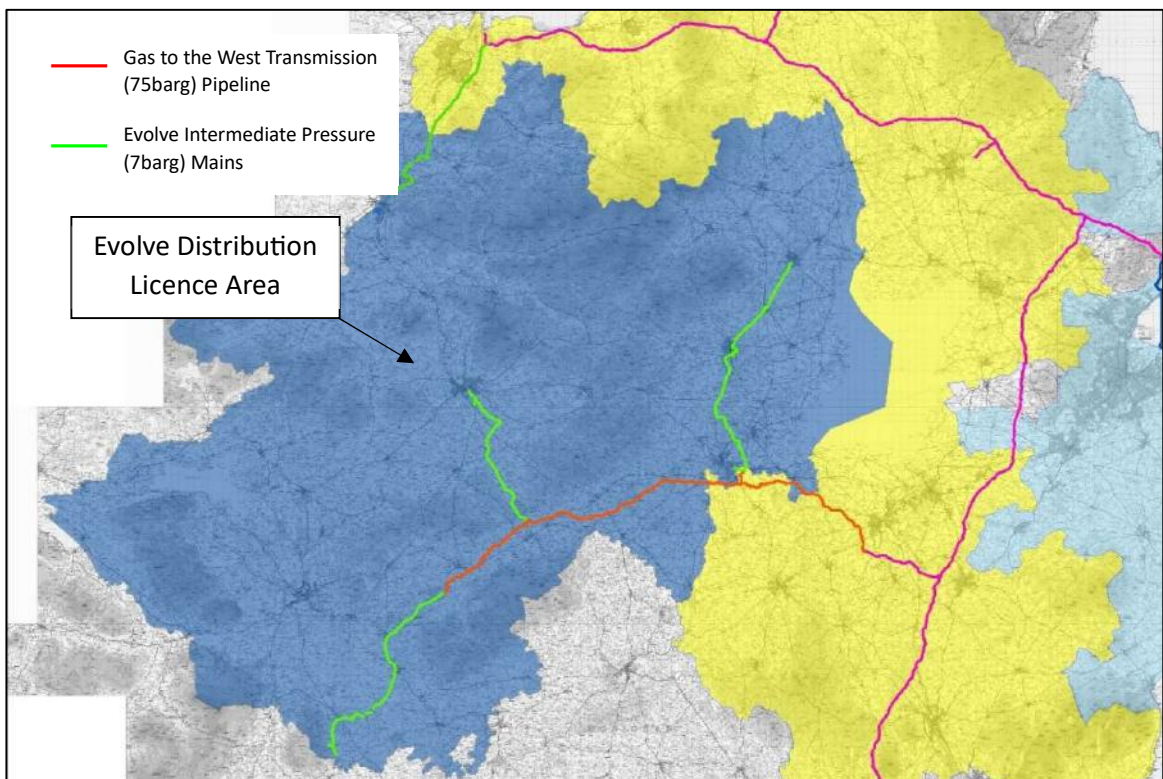 Gas to the West Transmission
(75barg) Pipeline
Evolve Intermediate Pressure
(7barg) Mains
Evolve Distribution
Licence Area